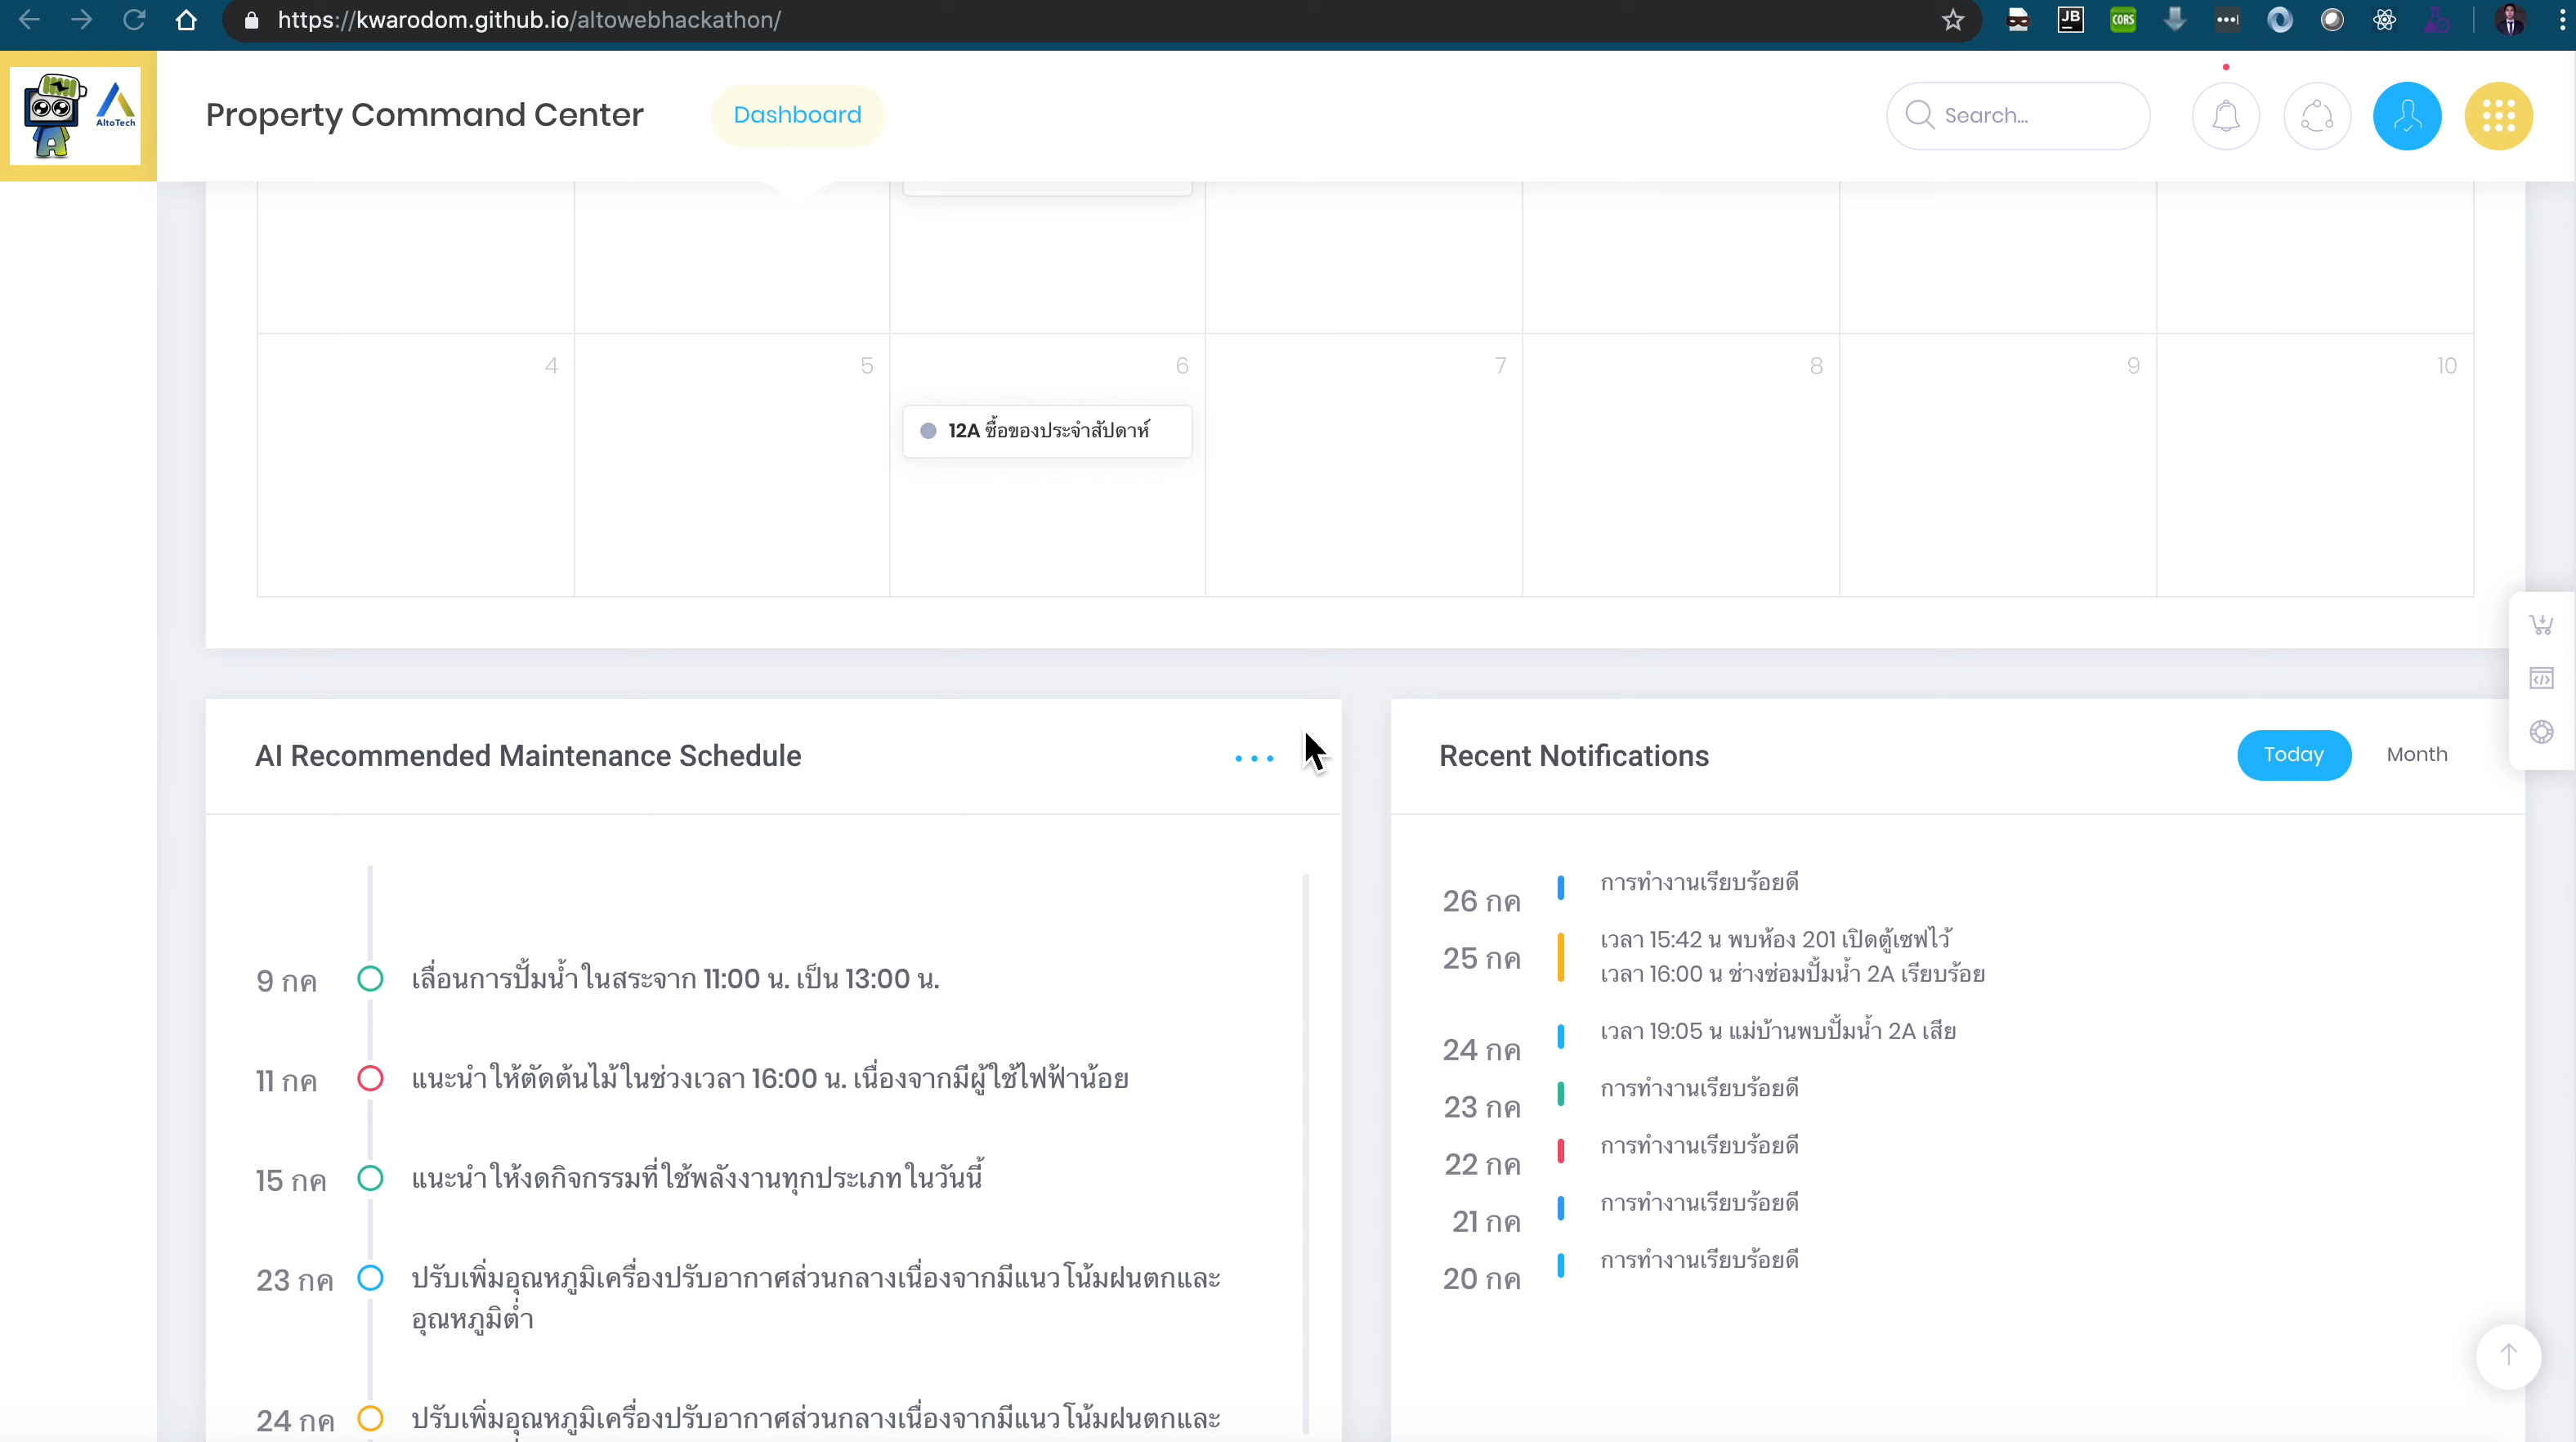 https://kwarodom.github.io/altowebhackathon/
JB
CORS
AltoTech
Property Command Center
Dashboard
Search...
4
5
6
7
8
9
10
12A ซื้อของประจำสัปดาห์
AI Recommended Maintenance Schedule
9 กค
เลื่อนการปั้มน้ำในสระจาก 11:00 น. เป็น 13:00 น.
11 กค
แนะนำให้ตัดต้นไม้ในช่วงเวลา 16:00 น. เนื่องจากมีผู้ใช้ไฟฟ้าน้อย
15 กค
แนะนำให้งดกิจกรรมที่ใช้พลังงานทุกประเภทในวันนี้
23 กค
ปรับเพิ่มอุณหภูมิเครื่องปรับอากาศส่วนกลางเนื่องจากมีแนวโน้มฝนตกและ
อุณหภูมิต่ำ
24 กค
ปรับเพิ่มอุณหภูมิเครื่องปรับอากาศส่วนกลางเนื่องจากมีแนวโน้มฝนตกและ
Recent Notifications
Today
Month
26 กค
การทำงานเรียบร้อยดี
25 กค
เวลา 15:42 น พบห้อง 201 เปิดตู้เซฟไว้
เวลา 16:00 น ช่างซ่อมปั้มน้ำ 2A เรียบร้อย
24 กค
เวลา 19:05 น แม่บ้านพบปั้มน้ำ 2A เสีย
23 กค
การทำงานเรียบร้อยดี
22 กค
การทำงานเรียบร้อยดี
21 กค
การทำงานเรียบร้อยดี
20 กค
การทำงานเรียบร้อยดี